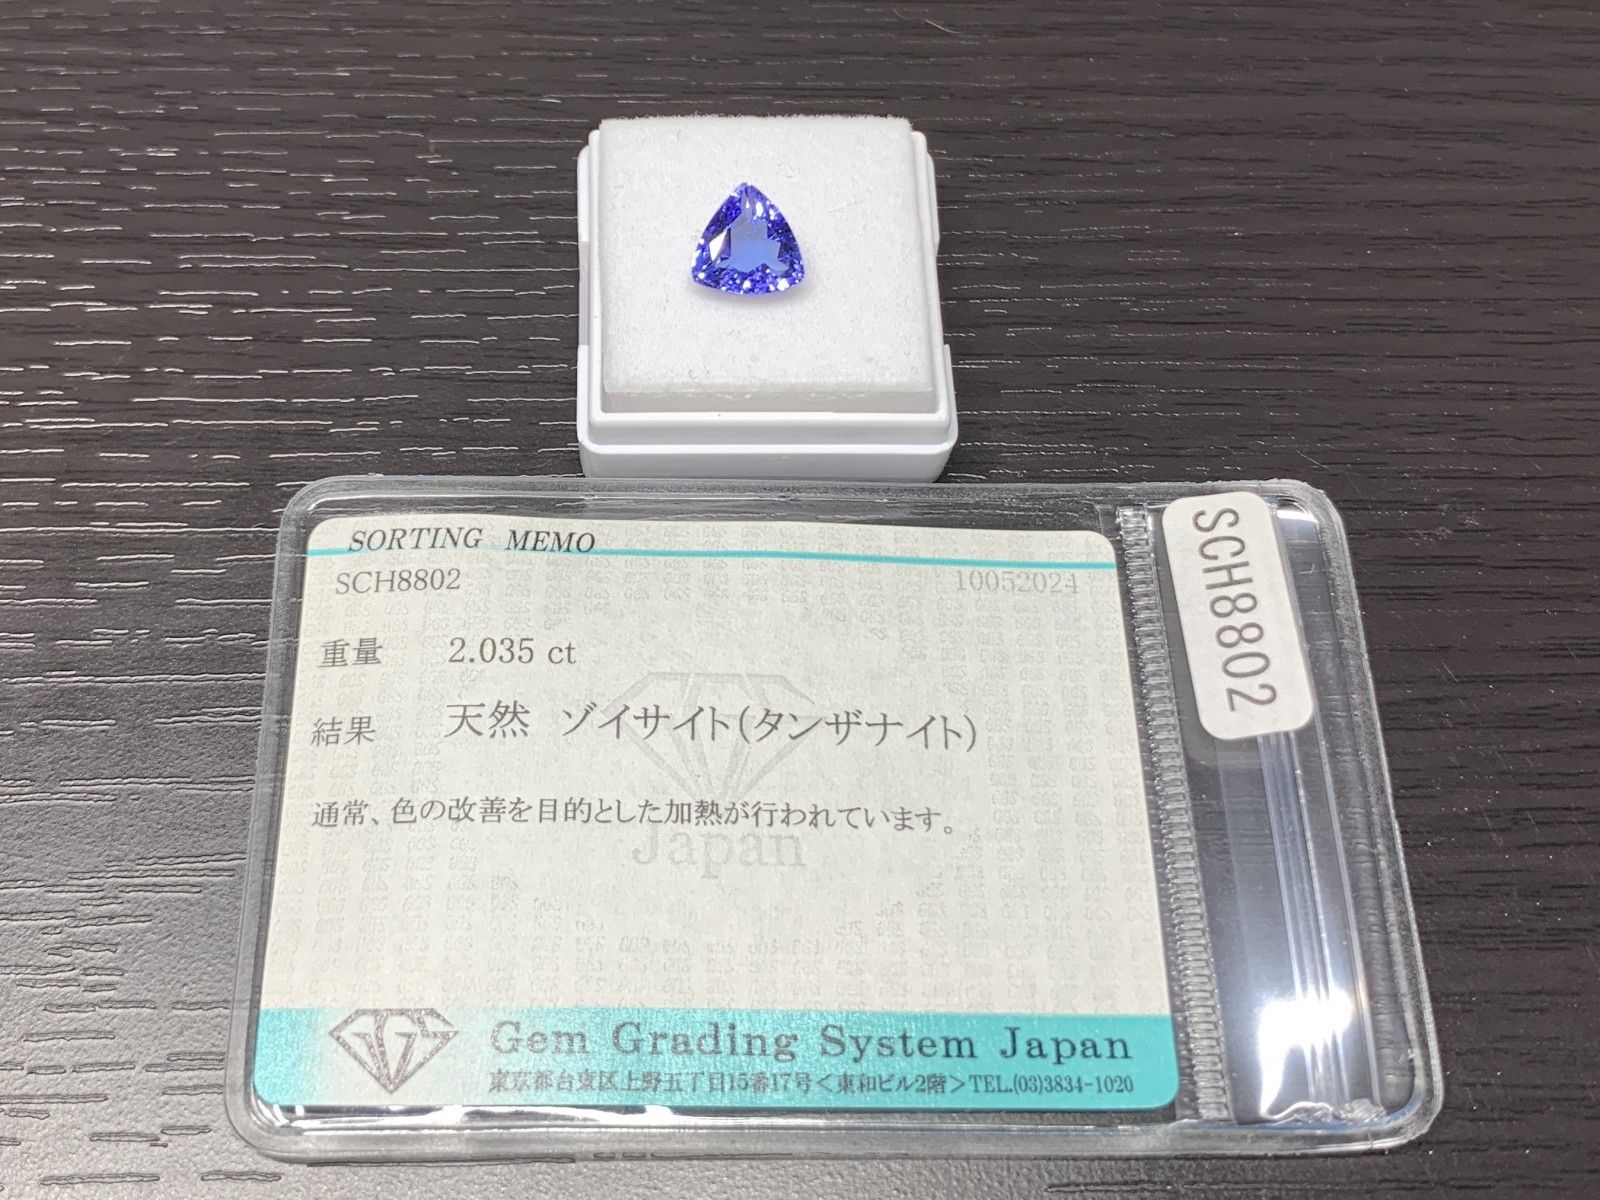 SORTING MEMO
SCH8802 10052024
重量 2.035 ct
結果 天然 ゾイサイト(タンザナイト)
通常、色の改善を目的とした加熱が行われています。
Japan
GGS Gem Grading System Japan
東京都台東区上野五丁目15番17号<東和ビル2階>TEL.(03)3834-1020
SCH8802